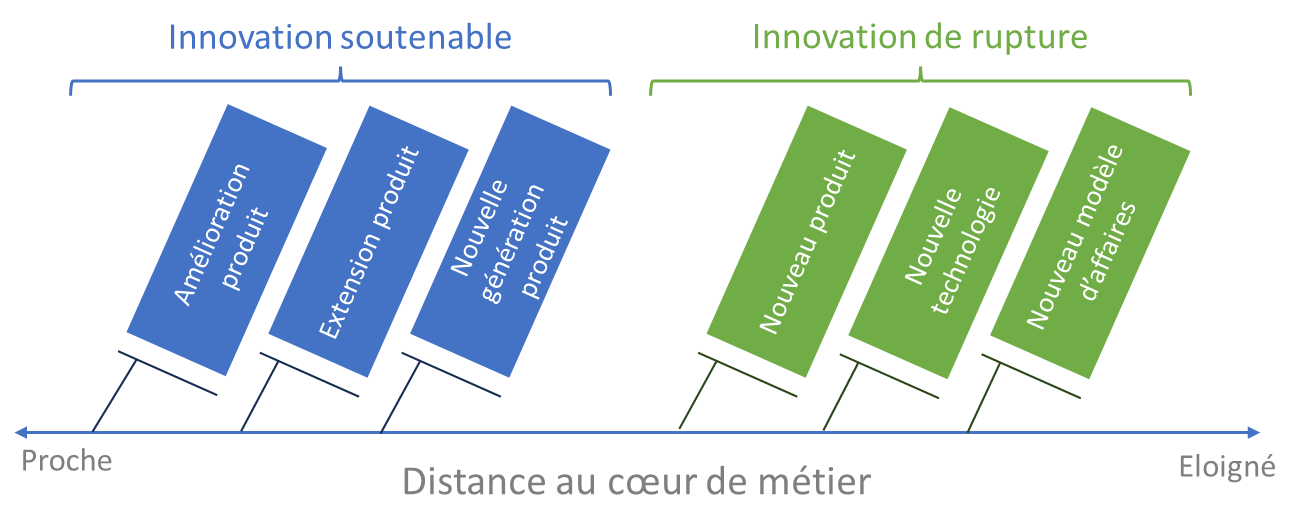 Innovation soutenable
Innovation de rupture
Amélioration
produit
Extension produit
Nouvelle
génération
produit
Nouveau produit
Nouvelle
technologie
Nouveau modèle
d'affaires
Proche
Distance au cœur de métier
Eloigné